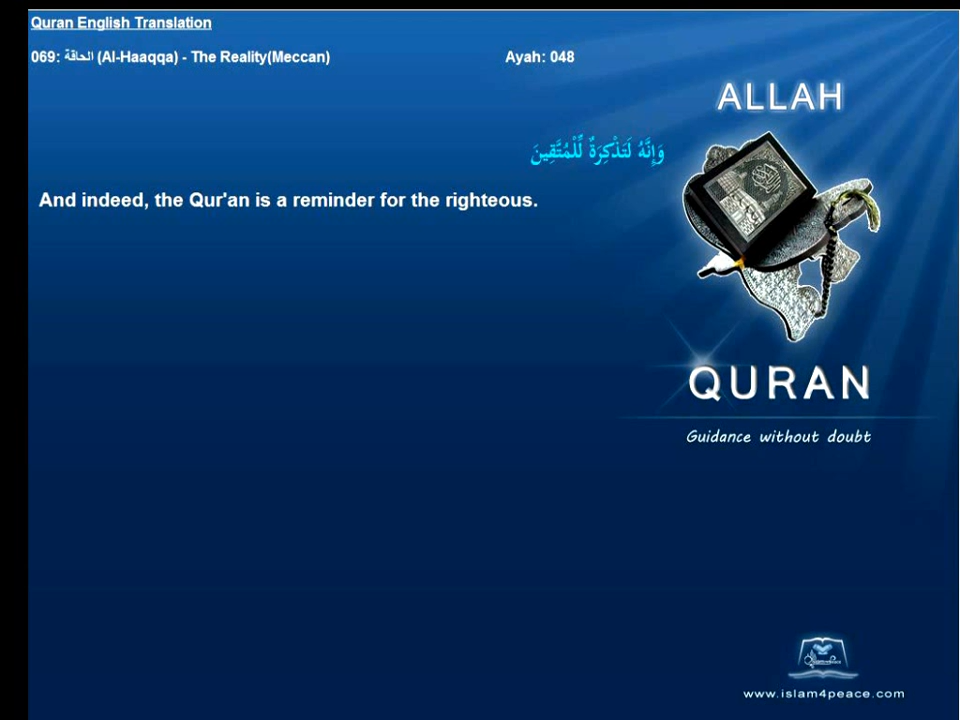 Quran English Translation
069: الحاقة (Al-Haaqqa) - The Reality(Meccan) Ayah: 048
ALLAH
وَإِنَّهُ لَتَذْكِرَةٌ لِّلْمُتَّقِينَ
And indeed, the Qur'an is a reminder for the righteous.
QURAN
Guidance without doubt
www.islam4peace.com